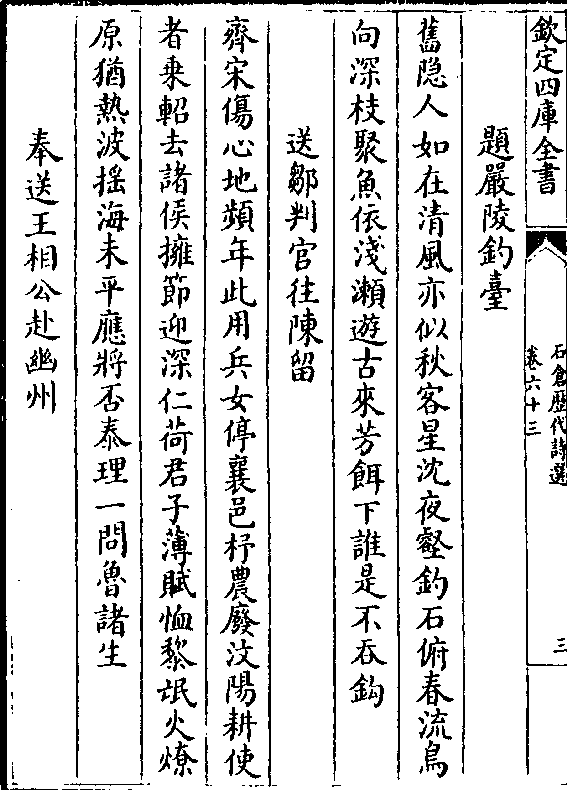 欽定四庫全書
石倉歷代詩選
卷六十三
三
題嚴陵釣臺
舊隱人如在清風亦似秋客星沈夜壑釣石俯春流鳥
向深枝聚魚依淺瀨遊古來芳餌下誰是不吞鈎
送鄒判官往陳留
齊宋傷心地頻年此用兵女停襄邑杼農廢汶陽耕使
者乗軺去諸侯擁節迎深仁荷君子薄賦恤黎氓火燎
原猶熱波揺海未平應將否泰理一問魯諸生
奉送王相公赴幽州